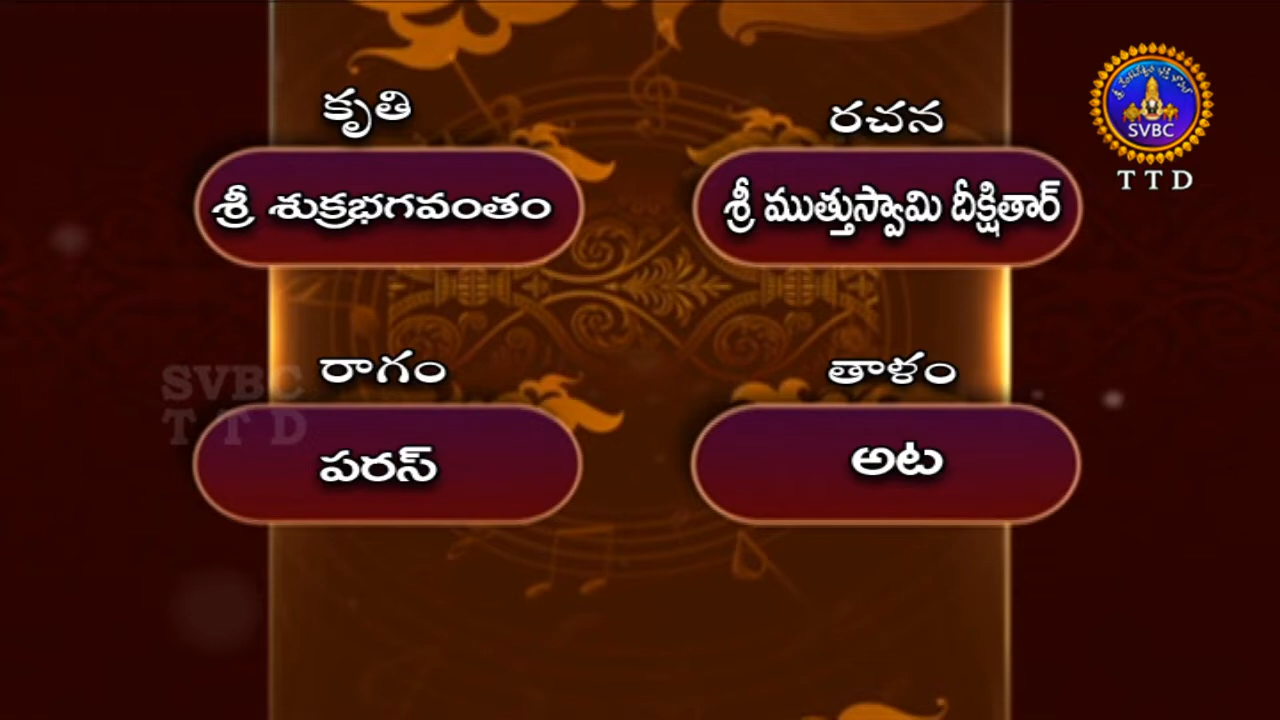 కృతి
రచన
శ్రీ శుక్రభగవంతం
శ్రీ ముత్తుస్వామి దీక్షితార్
రాగం
తాళం
పరస్
అట
SVBC
TTD
SVBC
TTD